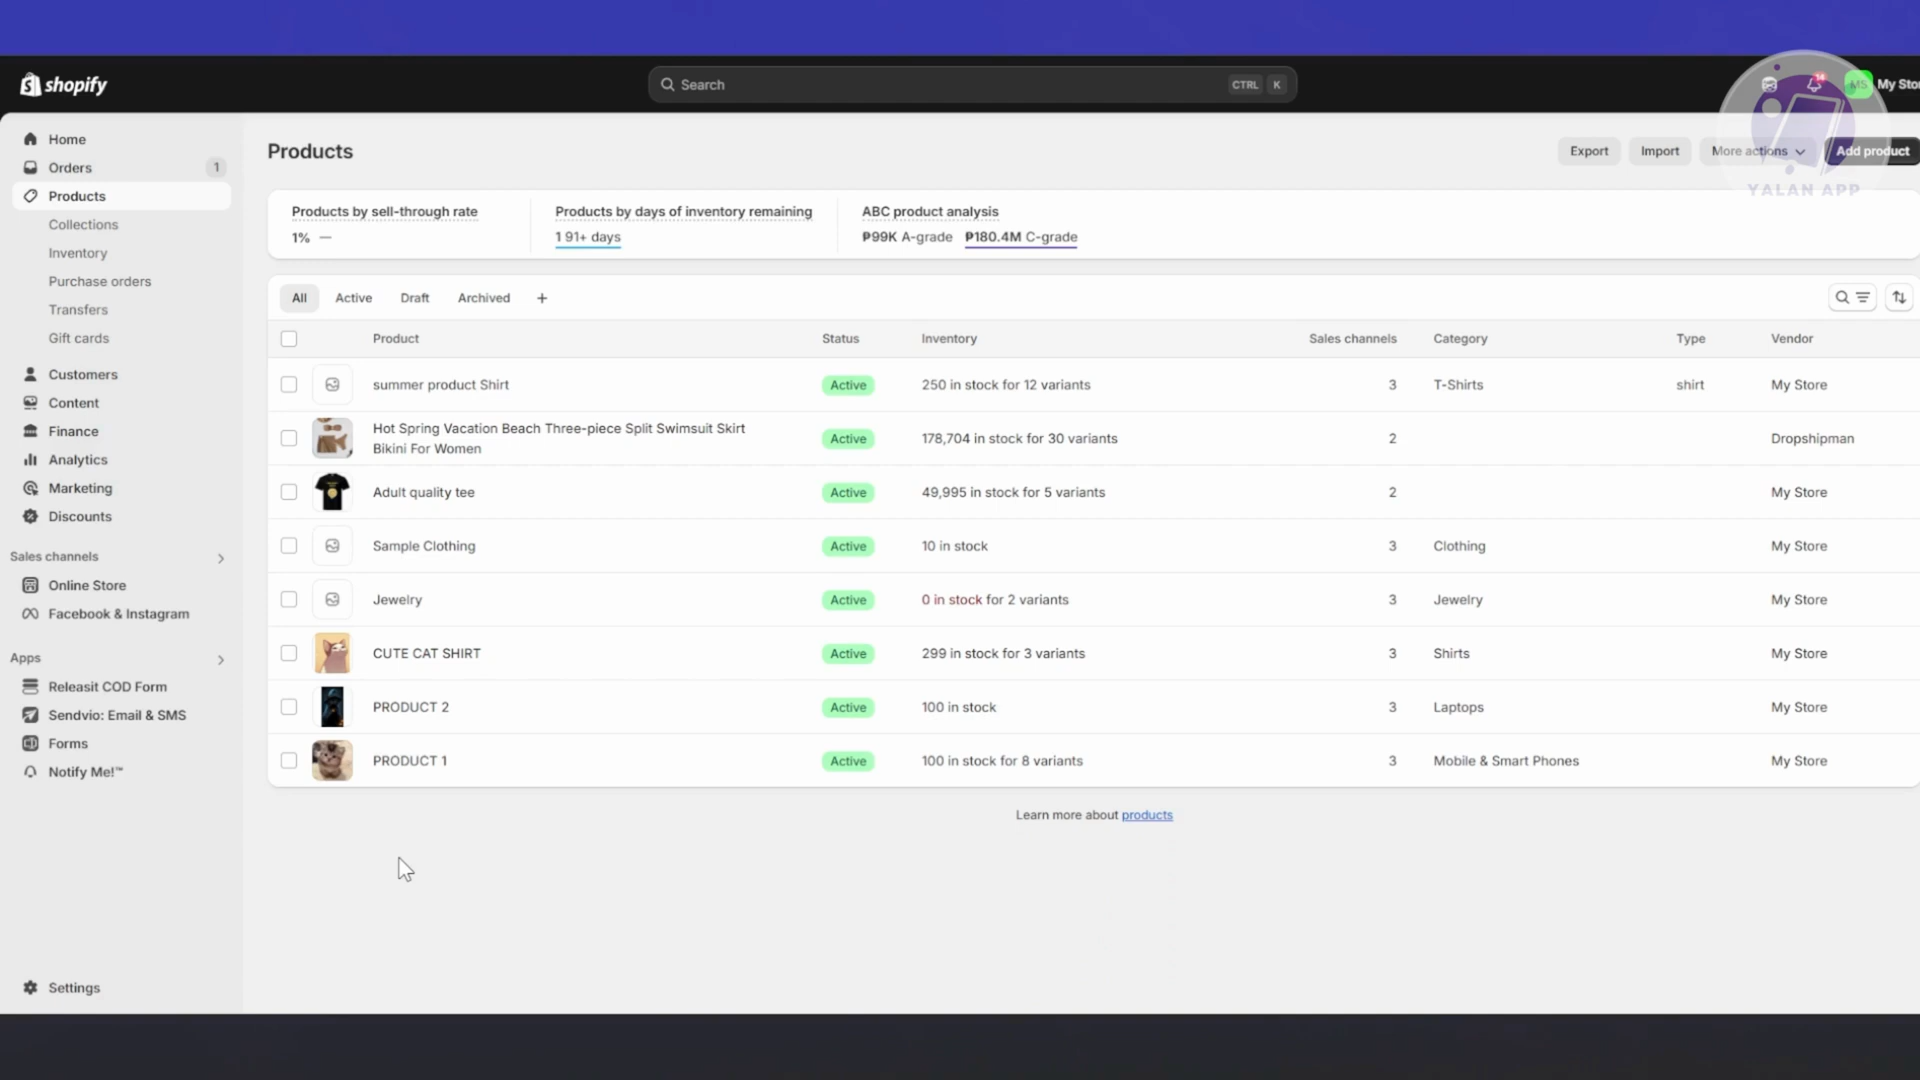 shopify
Search
CTRL K
14
MS My Sto
Home
Orders 1
Products
Collections
Inventory
Purchase orders
Transfers
Gift cards
Customers
Content
Finance
Analytics
Marketing
Discounts
Sales channels
Online Store
Facebook & Instagram
Apps
Releasit COD Form
Sendvio: Email & SMS
Forms
Notify Me!™
Settings
Products
Export Import More actions Add product
YALAN APP
Products by sell-through rate
1% —
Products by days of inventory remaining
1 91+ days
ABC product analysis
₱99K A-grade ₱180.4M C-grade
All Active Draft Archived +
Product Status Inventory Sales channels Category Type Vendor
summer product Shirt Active 250 in stock for 12 variants 3 T-Shirts shirt My Store
Hot Spring Vacation Beach Three-piece Split Swimsuit Skirt
Bikini For Women Active 178,704 in stock for 30 variants 2 Dropshipman
Adult quality tee Active 49,995 in stock for 5 variants 2 My Store
Sample Clothing Active 10 in stock 3 Clothing My Store
Jewelry Active 0 in stock for 2 variants 3 Jewelry My Store
CUTE CAT SHIRT Active 299 in stock for 3 variants 3 Shirts My Store
PRODUCT 2 Active 100 in stock 3 Laptops My Store
PRODUCT 1 Active 100 in stock for 8 variants 3 Mobile & Smart Phones My Store
Learn more about products